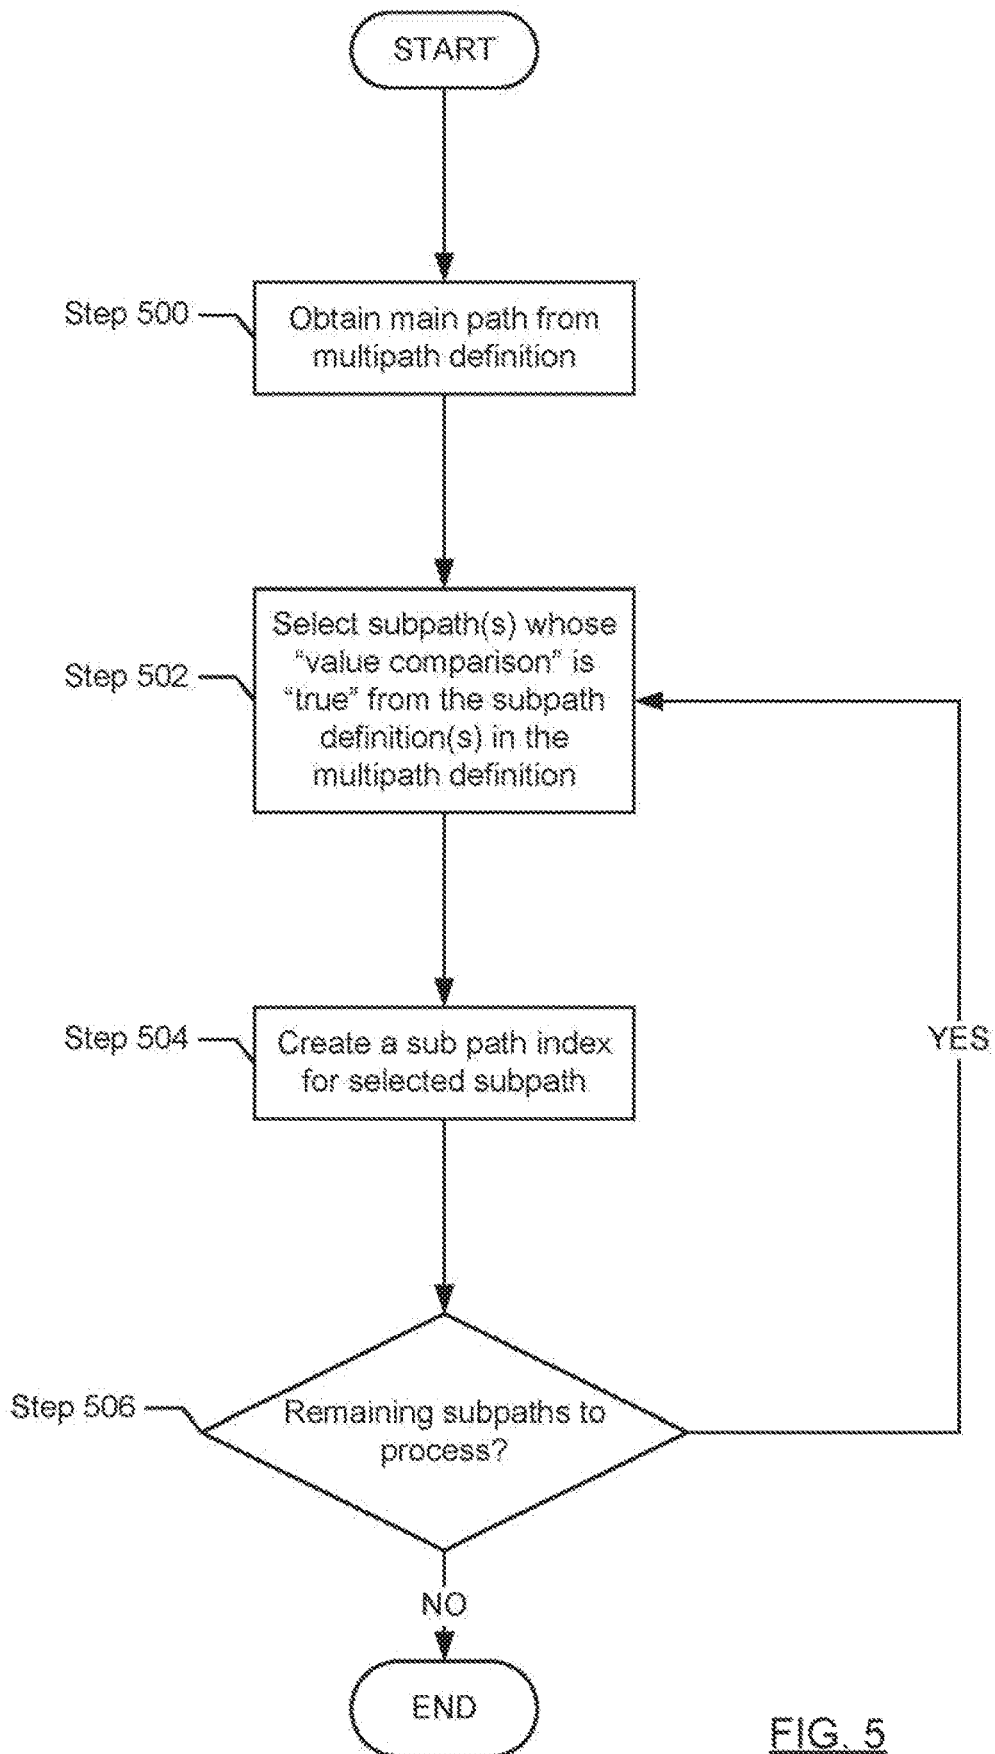 START
Step 500
Obtain main path from
multipath definition
Step 502
Select subpath(s) whose
“value comparison” is
“true” from the subpath
definition(s) in the
multipath definition
Step 504
Create a sub path index
for selected subpath
YES
Step 506
Remaining subpaths to
process?
NO
END
FIG. 5